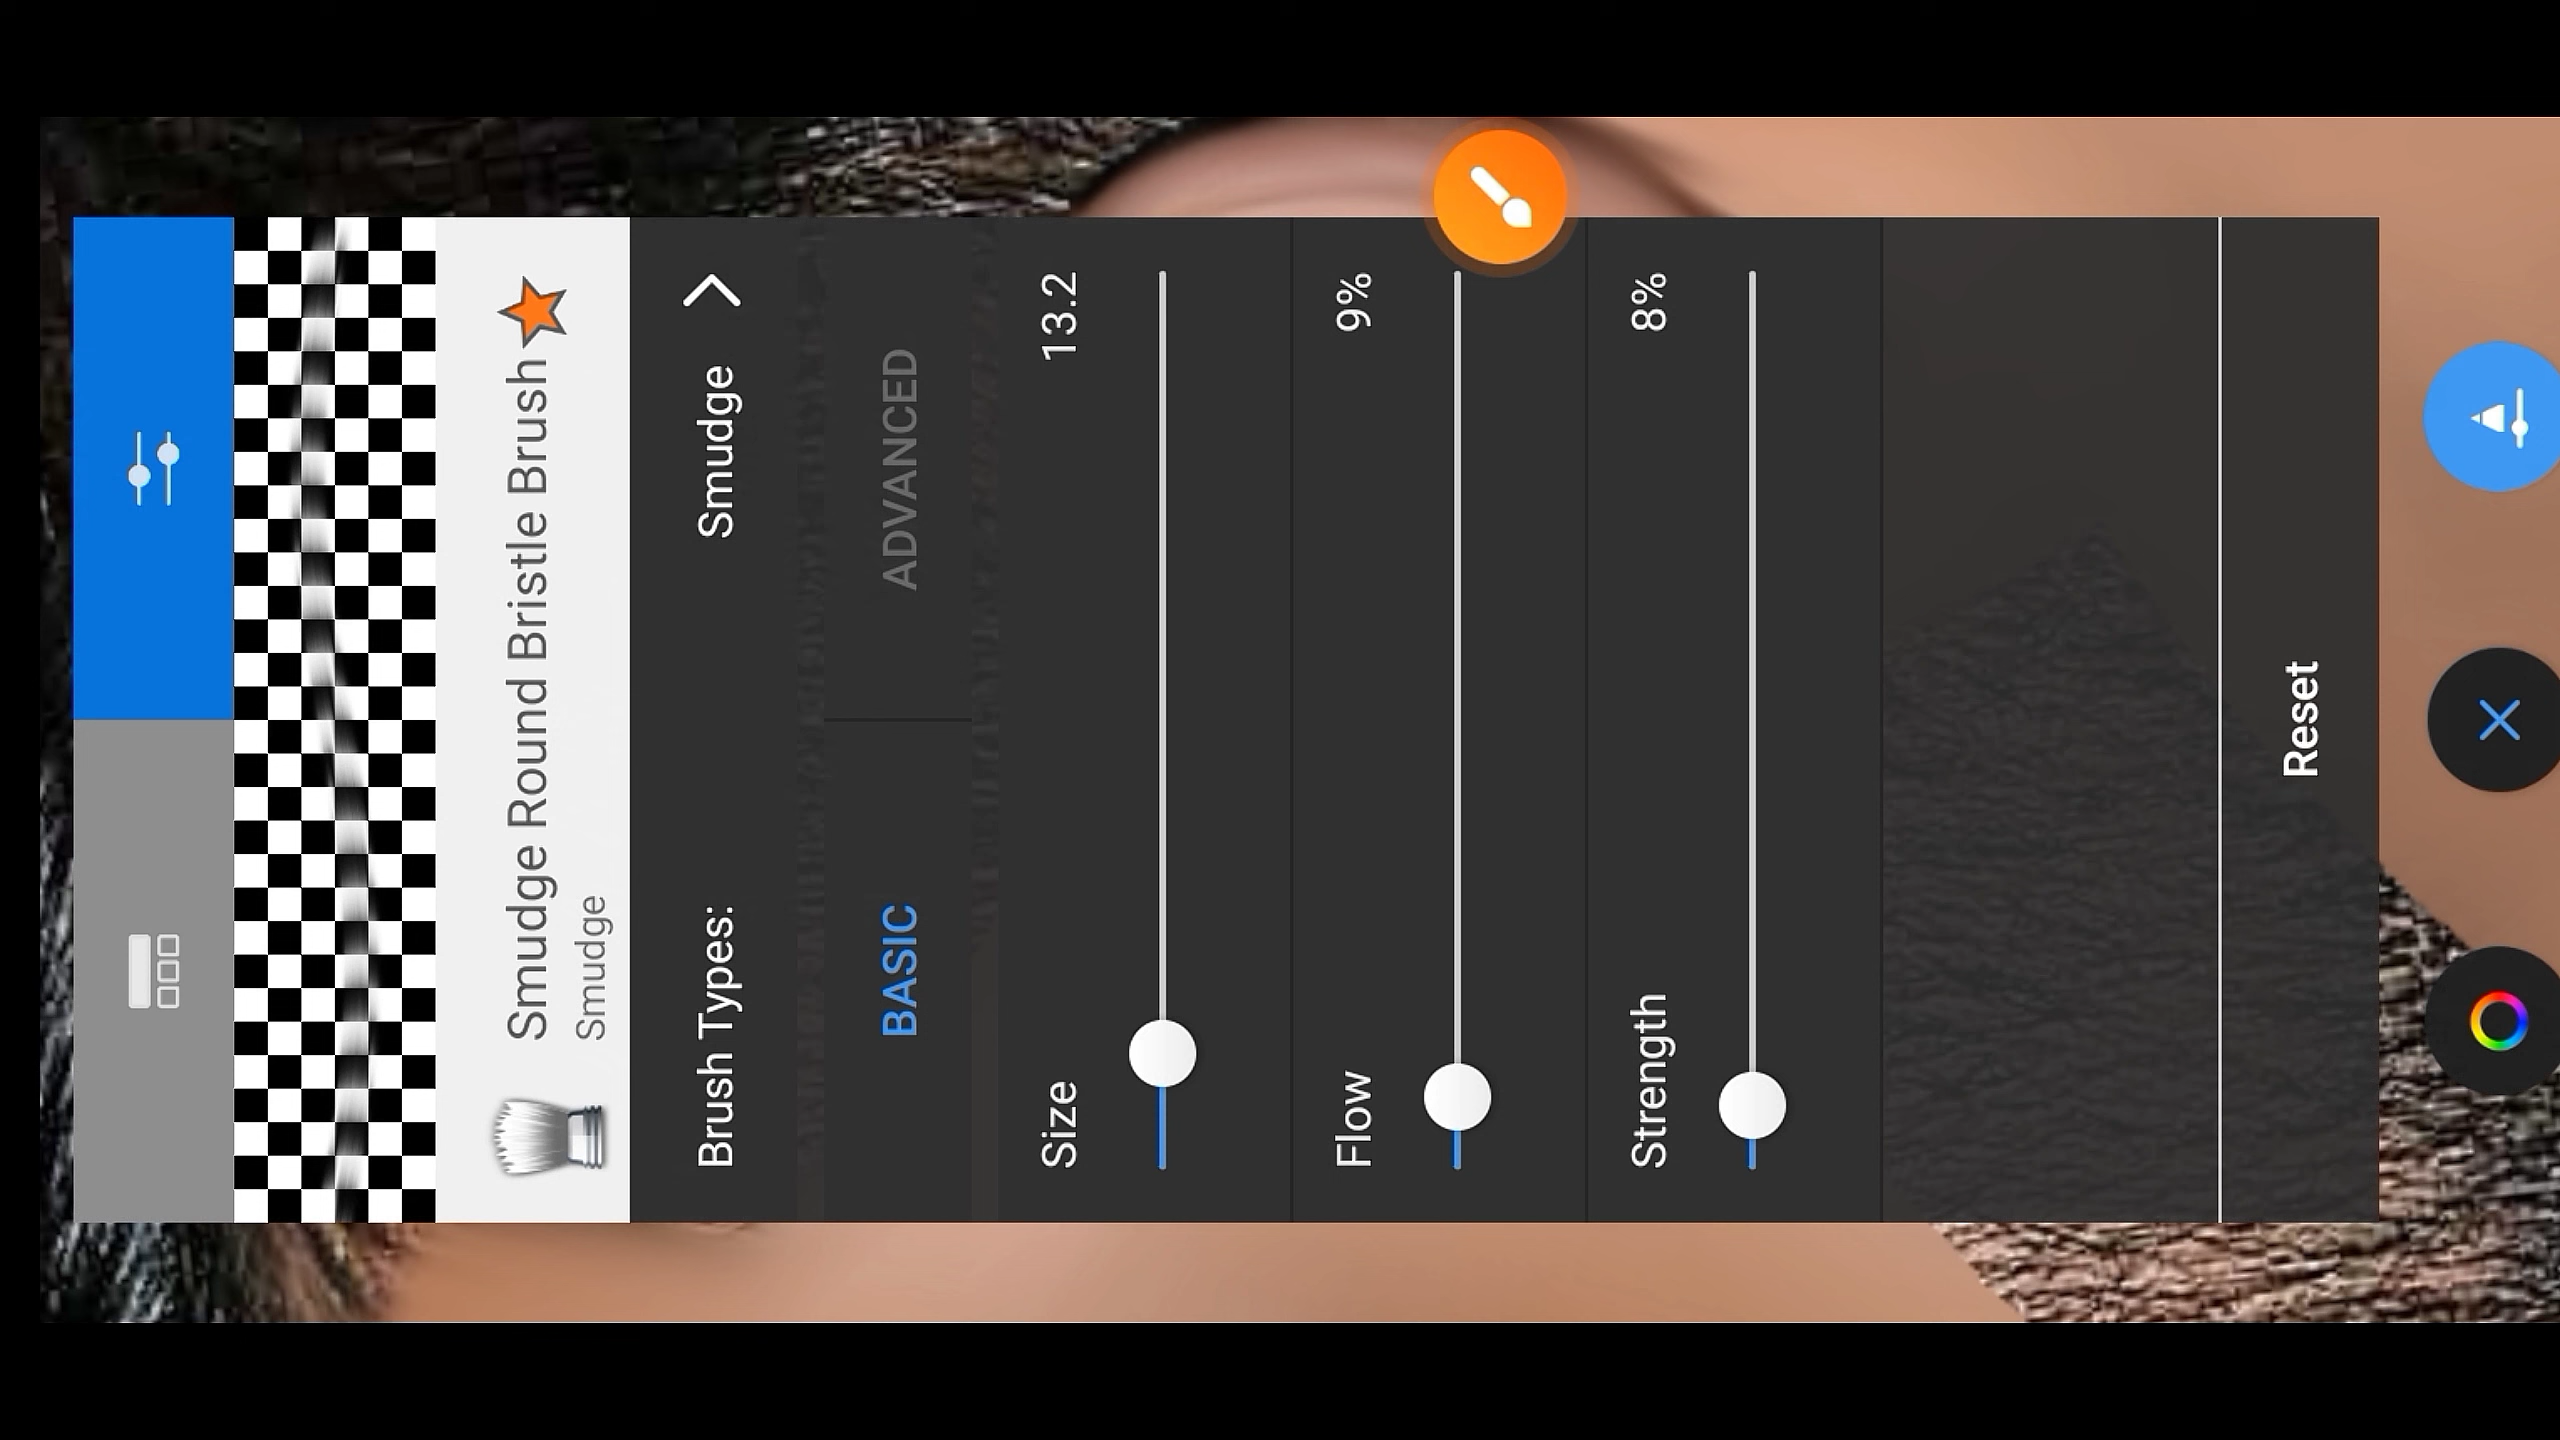 Smudge Round Bristle Brush
Smudge
Brush Types: Smudge
BASIC ADVANCED
Size 13.2
Flow 9%
Strength 8%
Reset